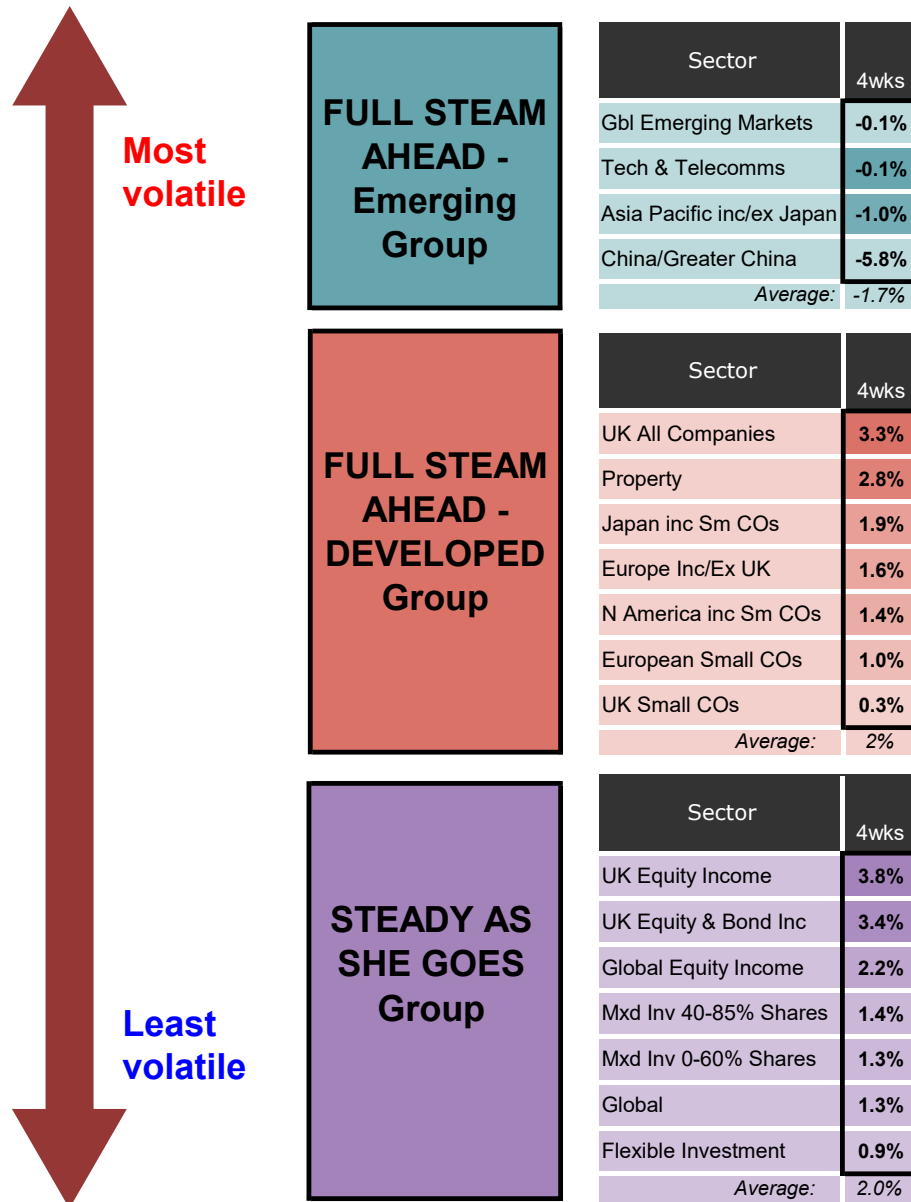 Most
volatile
FULL STEAM
AHEAD -
Emerging
Group
Sector 4wks
Gbl Emerging Markets -0.1%
Tech & Telecomms -0.1%
Asia Pacific inc/ex Japan -1.0%
China/Greater China -5.8%
Average: -1.7%
FULL STEAM
AHEAD -
DEVELOPED
Group
Sector 4wks
UK All Companies 3.3%
Property 2.8%
Japan inc Sm COs 1.9%
Europe Inc/Ex UK 1.6%
N America inc Sm COs 1.4%
European Small COs 1.0%
UK Small COs 0.3%
Average: 2%
STEADY AS
SHE GOES
Group
Sector 4wks
UK Equity Income 3.8%
UK Equity & Bond Inc 3.4%
Global Equity Income 2.2%
Mxd Inv 40-85% Shares 1.4%
Mxd Inv 0-60% Shares 1.3%
Global 1.3%
Flexible Investment 0.9%
Average: 2.0%
Least
volatile